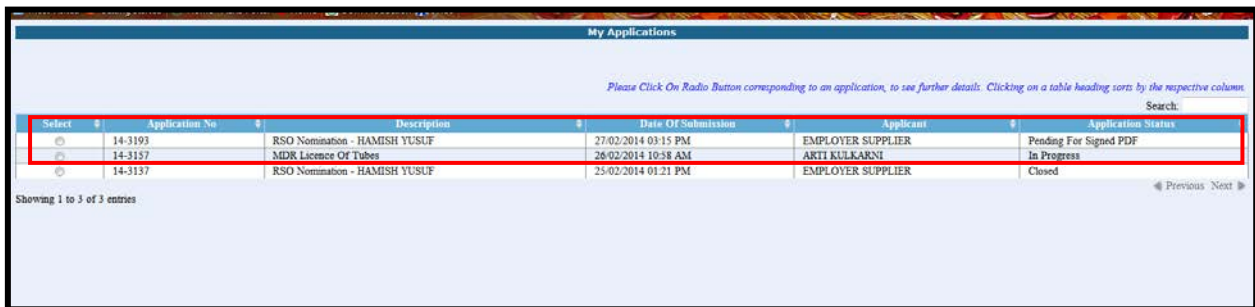 My Applications
Please Click On Radio Button corresponding to an application, to see further details. Clicking on a table heading sorts by the respective column.
Search:
Select Application No Description Date Of Submission Applicant Application Status
14-3193 RSO Nomination - HAMISH YUSUF 27/02/2014 03:15 PM EMPLOYER SUPPLIER Pending For Signed PDF
14-3157 MDR Licence Of Tubes 26/02/2014 10:58 AM ARTI KULKARNI In Progress
14-3137 RSO Nomination - HAMISH YUSUF 25/02/2014 01:21 PM EMPLOYER SUPPLIER Closed
Previous Next
Showing 1 to 3 of 3 entries